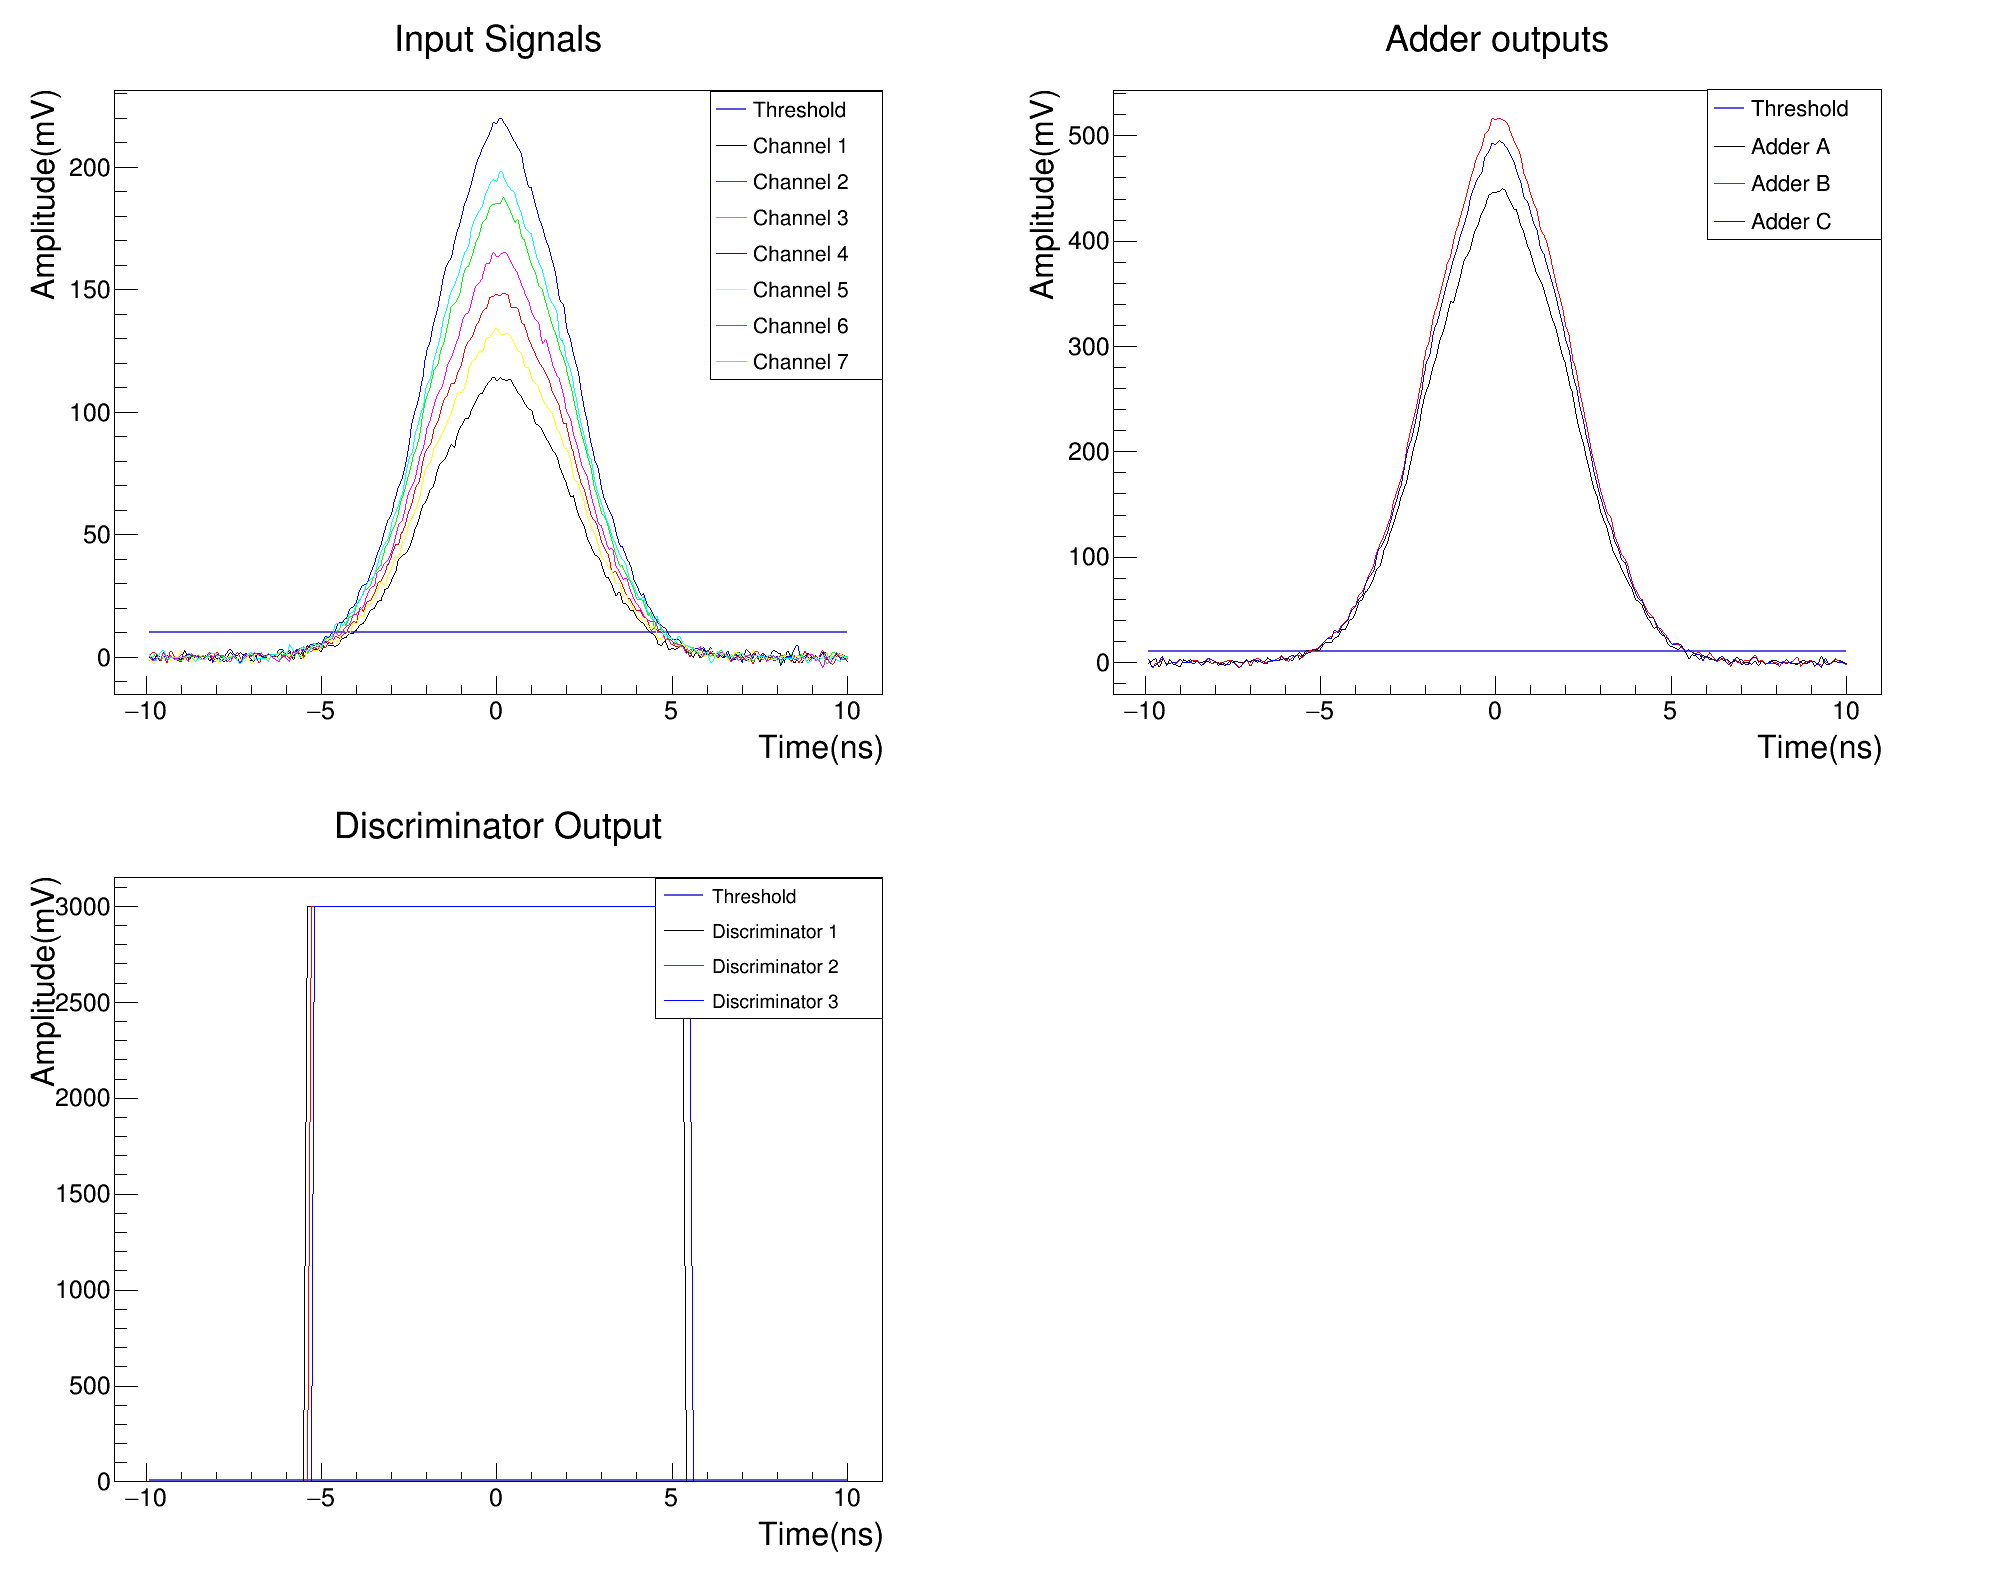 Input Signals
Amplitude(mV)
200
150
100
50
0
−10 −5 0 5 10
Time(ns)
Threshold
Channel 1
Channel 2
Channel 3
Channel 4
Channel 5
Channel 6
Channel 7
Adder outputs
Amplitude(mV)
500
400
300
200
100
0
−10 −5 0 5 10
Time(ns)
Threshold
Adder A
Adder B
Adder C
Discriminator Output
Amplitude(mV)
3000
2500
2000
1500
1000
500
0
−10 −5 0 5 10
Time(ns)
Threshold
Discriminator 1
Discriminator 2
Discriminator 3